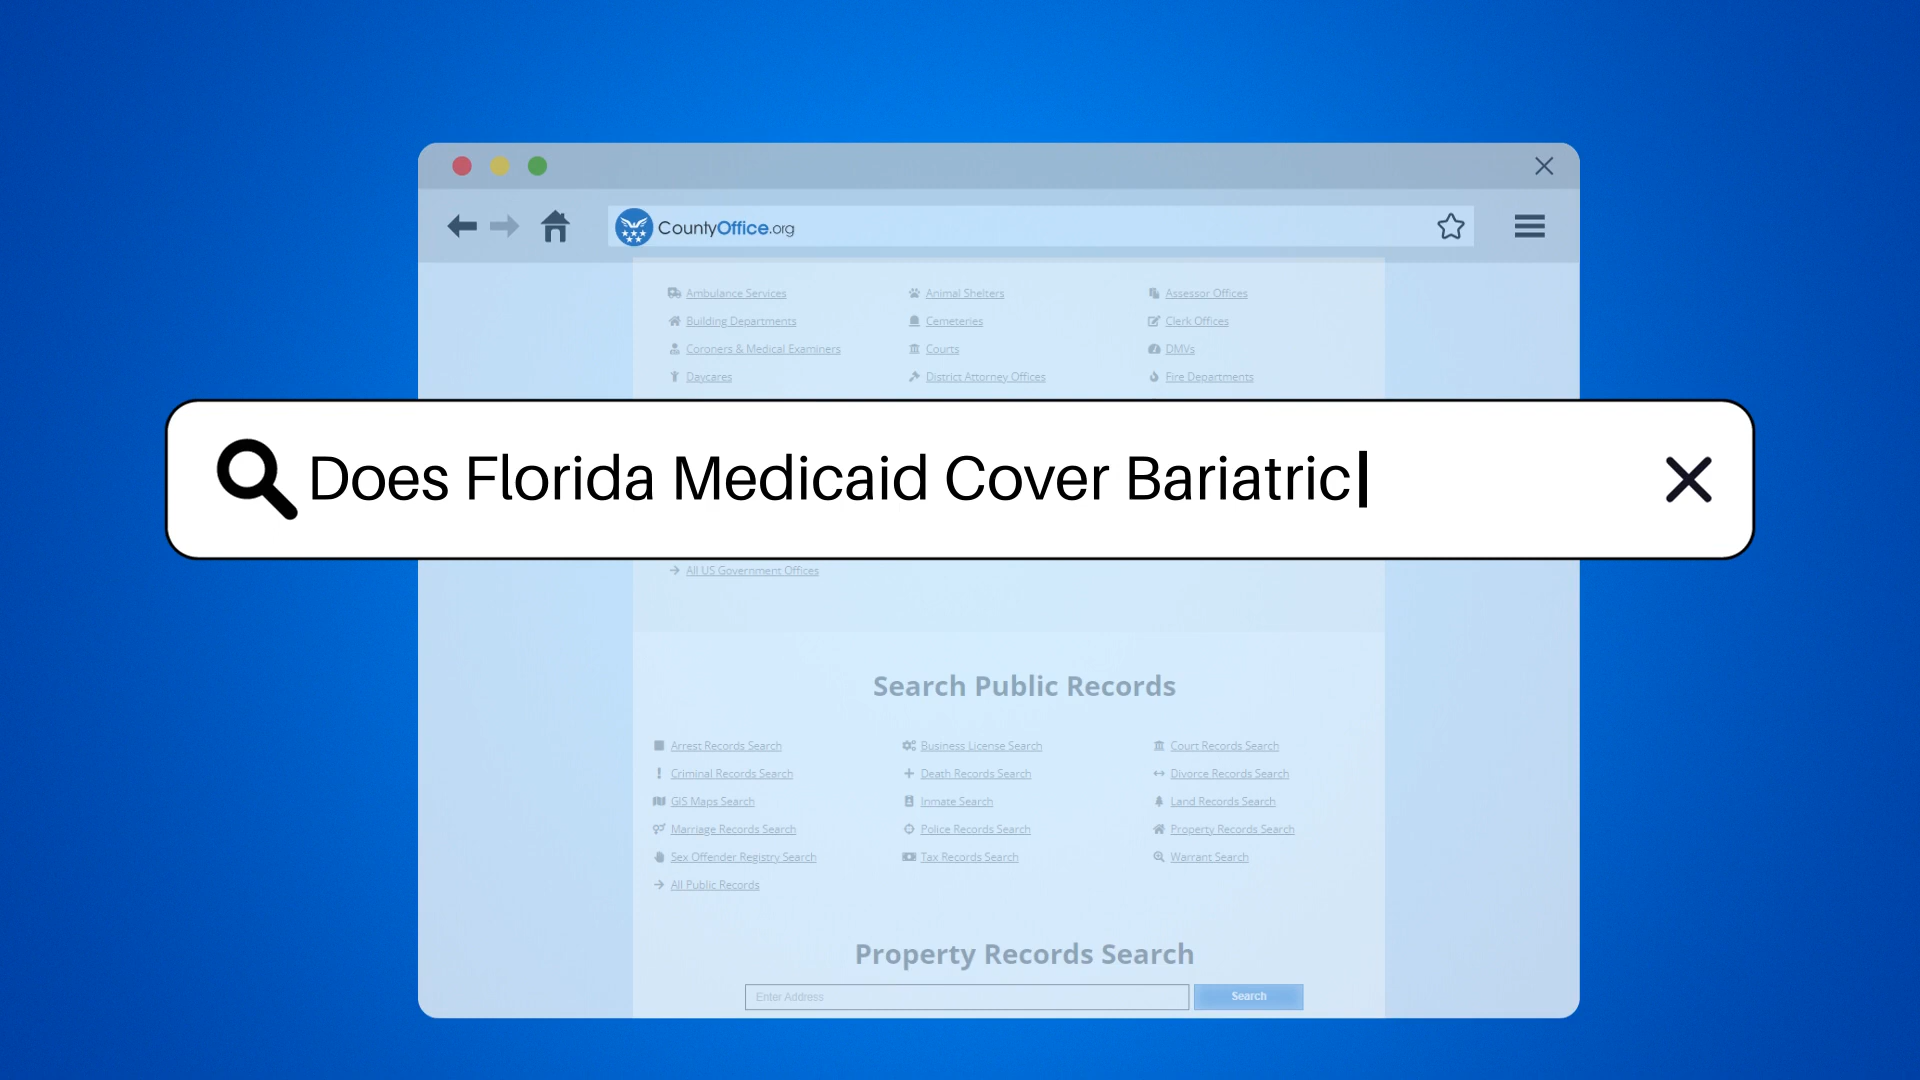 CountyOffice.org
Ambulance Services Animal Shelters Assessor Offices
Building Departments Cemeteries Clerk Offices
Coroners & Medical Examiners Courts DMVs
Daycares District Attorney Offices Fire Departments
Does Florida Medicaid Cover Bariatric
All US Government Offices
Search Public Records
Arrest Records Search Business License Search Court Records Search
Criminal Records Search Death Records Search Divorce Records Search
GIS Maps Search Inmate Search Land Records Search
Marriage Records Search Police Records Search Property Records Search
Sex Offender Registry Search Tax Records Search Warrant Search
All Public Records
Property Records Search
Enter Address Search